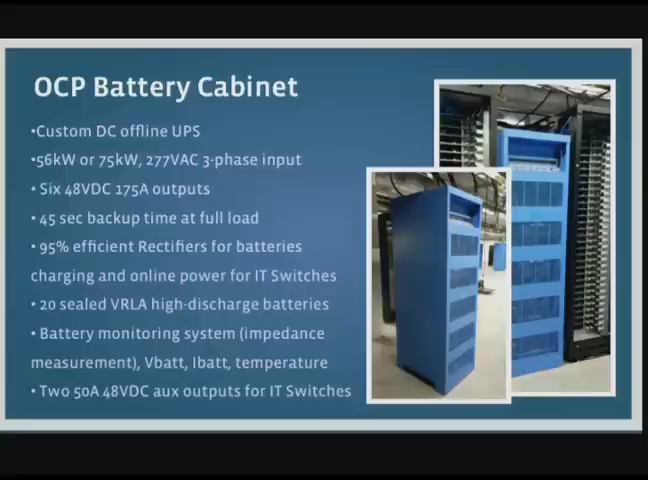 OCP Battery Cabinet
•Custom DC offline UPS
•56kW or 75kW, 277VAC 3-phase input
• Six 48VDC 175A outputs
• 45 sec backup time at full load
• 95% efficient Rectifiers for batteries
charging and online power for IT Switches
• 20 sealed VRLA high-discharge batteries
• Battery monitoring system (impedance
measurement), Vbatt, Ibatt, temperature
• Two 50A 48VDC aux outputs for IT Switches